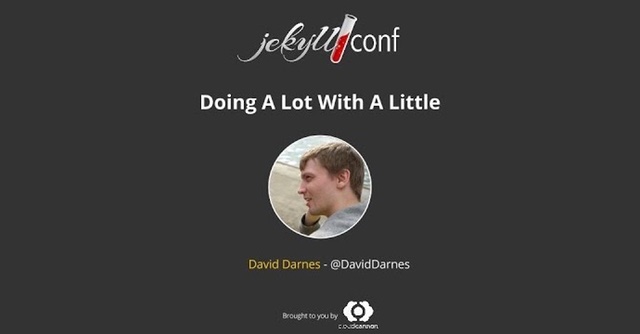 jekyll conf
Doing A Lot With A Little
David Darnes - @DavidDarnes
Brought to you by cloudcannon